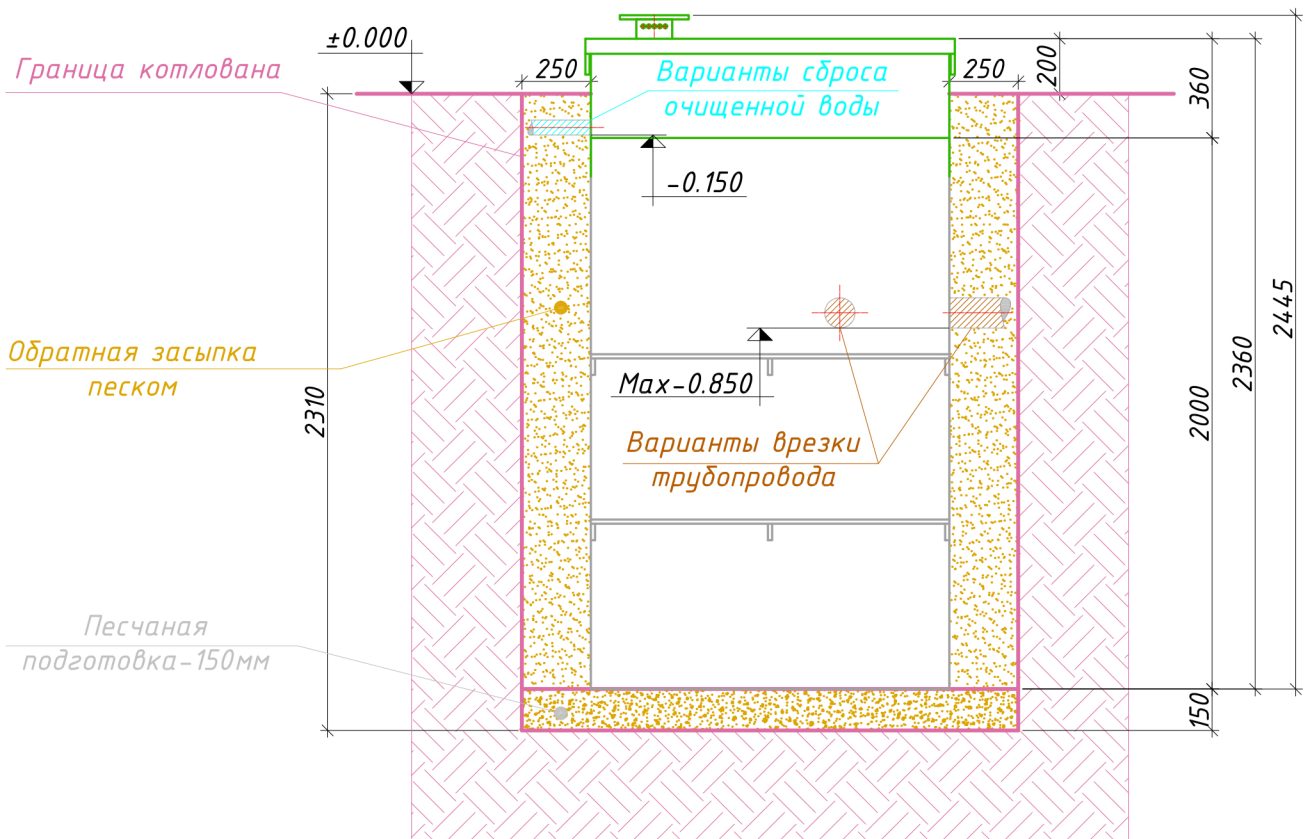 ±0.000
Граница котлована
250
Варианты сброса
очищенной воды
250
200
360
-0.150
2445
Обратная засыпка
песком
2310
Max-0.850
2360
2000
Варианты врезки
трубопровода
Песчаная
подготовка-150мм
150